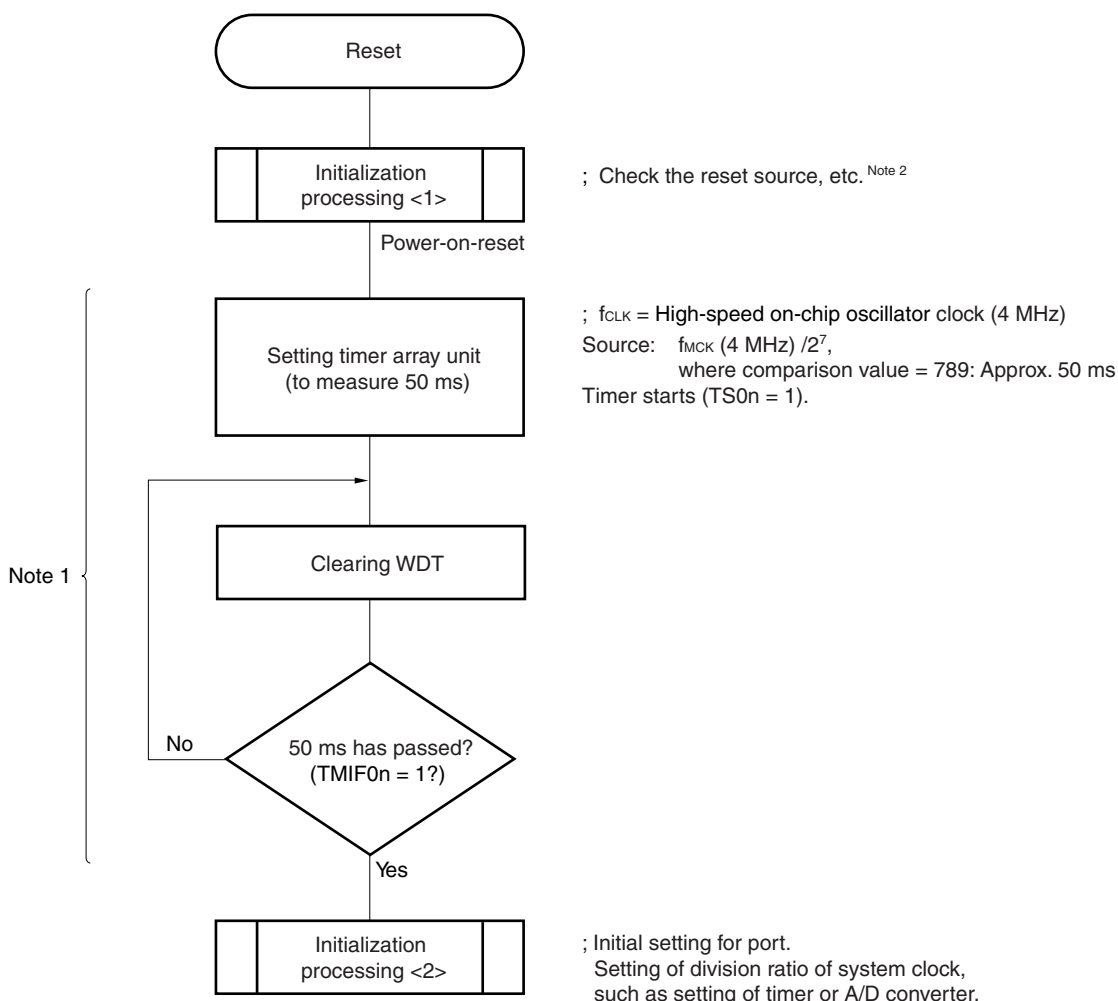 Reset
Initialization
processing <1>
; Check the reset source, etc. Note 2
Power-on-reset
Setting timer array unit
(to measure 50 ms)
; fCLK = High-speed on-chip oscillator clock (4 MHz)
Source: fMCK (4 MHz) /2⁷,
where comparison value = 789: Approx. 50 ms
Timer starts (TS0n = 1).
Note 1
Clearing WDT
No
50 ms has passed?
(TMIF0n = 1?)
Yes
Initialization
processing <2>
; Initial setting for port.
Setting of division ratio of system clock,
such as setting of timer or A/D converter.